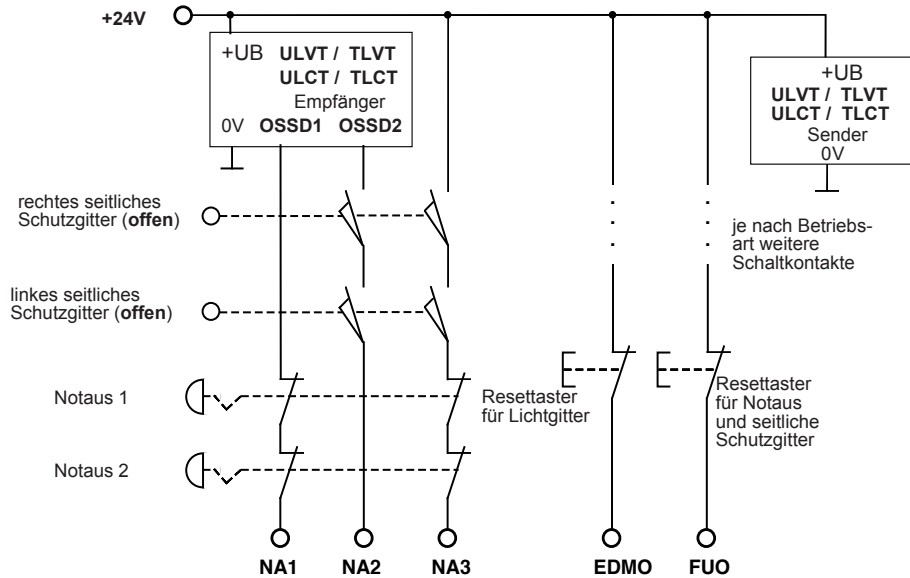 +24V
+UB ULVT / TLVT
ULCT / TLCT
Empfänger
0V OSSD1 OSSD2
+UB
ULVT / TLVT
ULCT / TLCT
Sender
0V
rechtes seitliches
Schutzgitter (offen)
je nach Betriebs-
art weitere
Schaltkontakte
linkes seitliches
Schutzgitter (offen)
Notaus 1
Resettaster
für Lichtgitter
Resettaster
für Notaus
und seitliche
Schutzgitter
Notaus 2
NA1 NA2 NA3 EDMO FUO